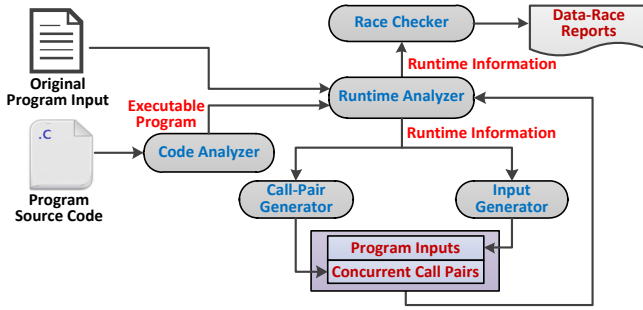 Race Checker
Data-Race
Reports
Original
Program Input
Runtime Information
Runtime Analyzer
Executable
Program
.C
Code Analyzer
Runtime Information
Program
Source Code
Call-Pair
Generator
Input
Generator
Program Inputs
Concurrent Call Pairs